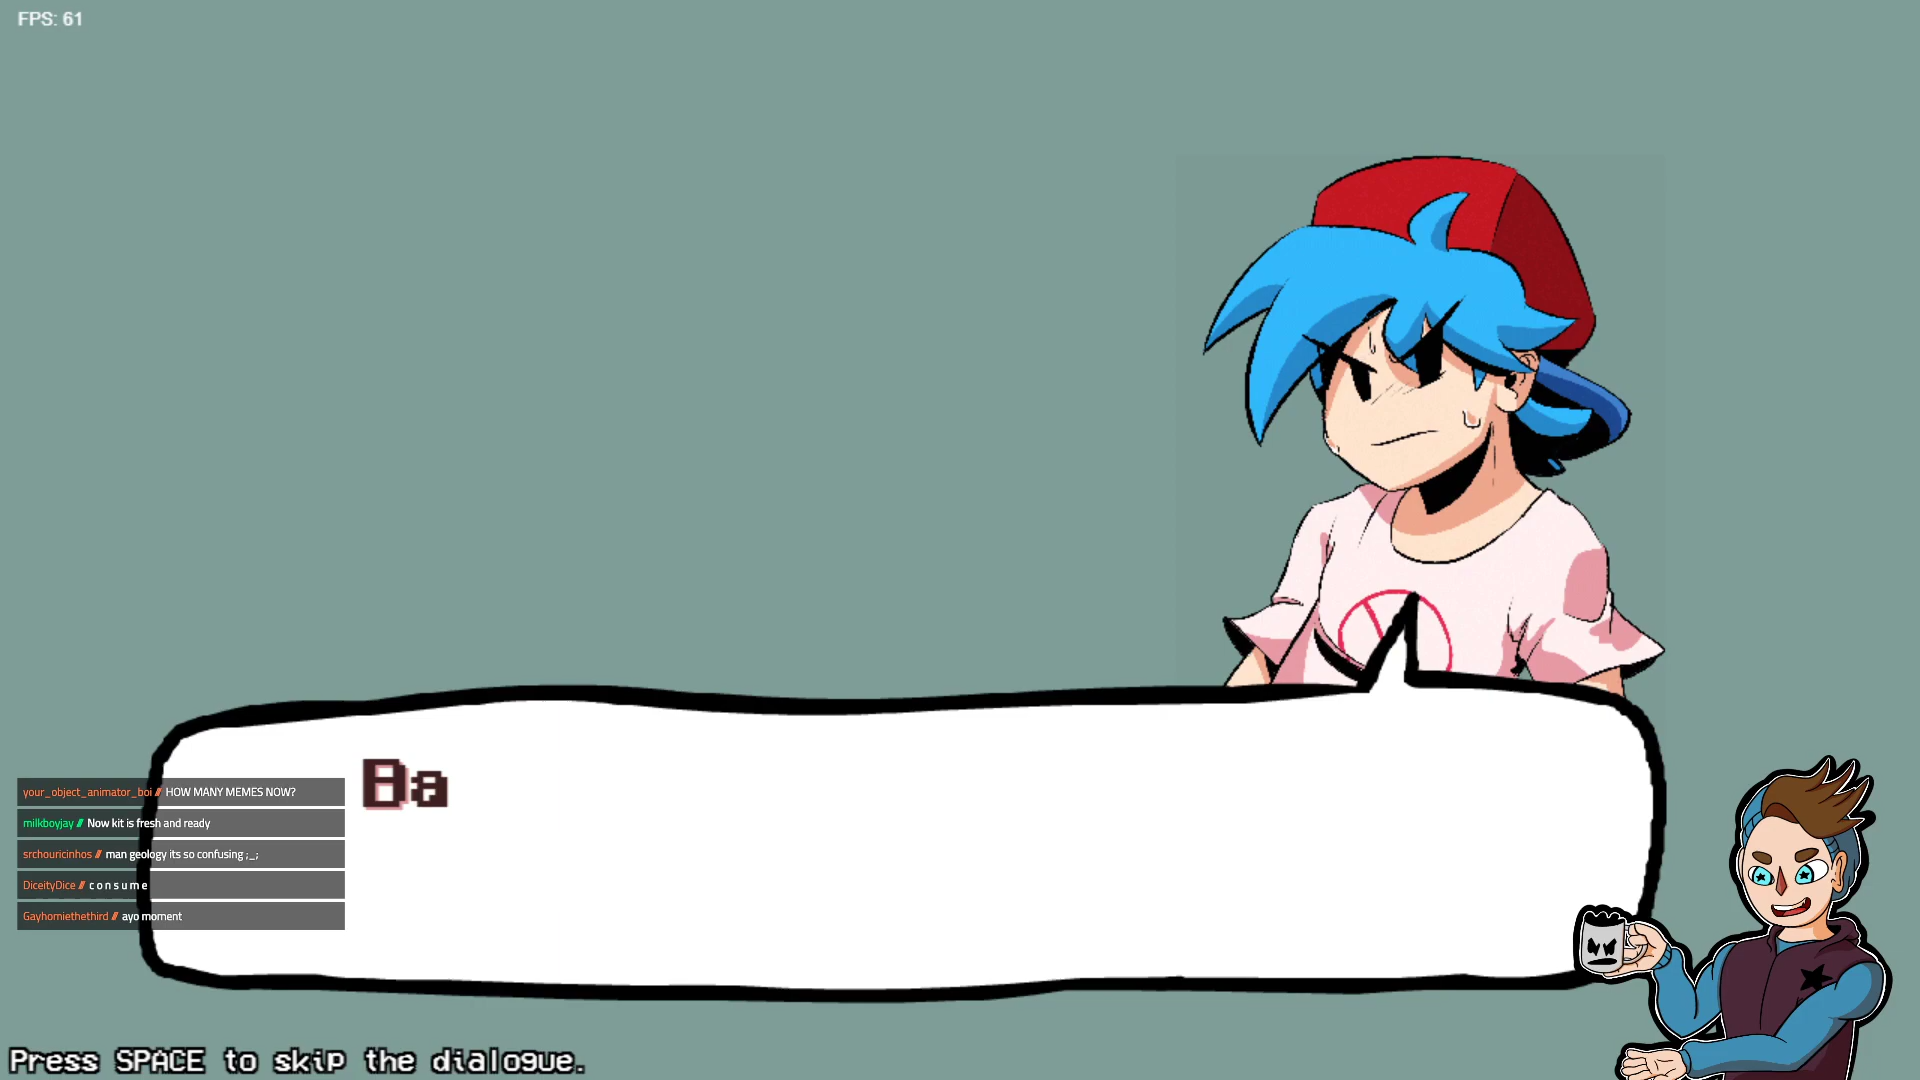 FPS: 61
Ba
your_object_animator_boi // HOW MANY MEMES NOW?
milkboyjay // Now kit is fresh and ready
srchouricinhos // man geology its so confusing ;_;
DiceityDice // c o n s u m e
Gayhomiethethird // ayo moment
Press SPACE to skip the dialogue.